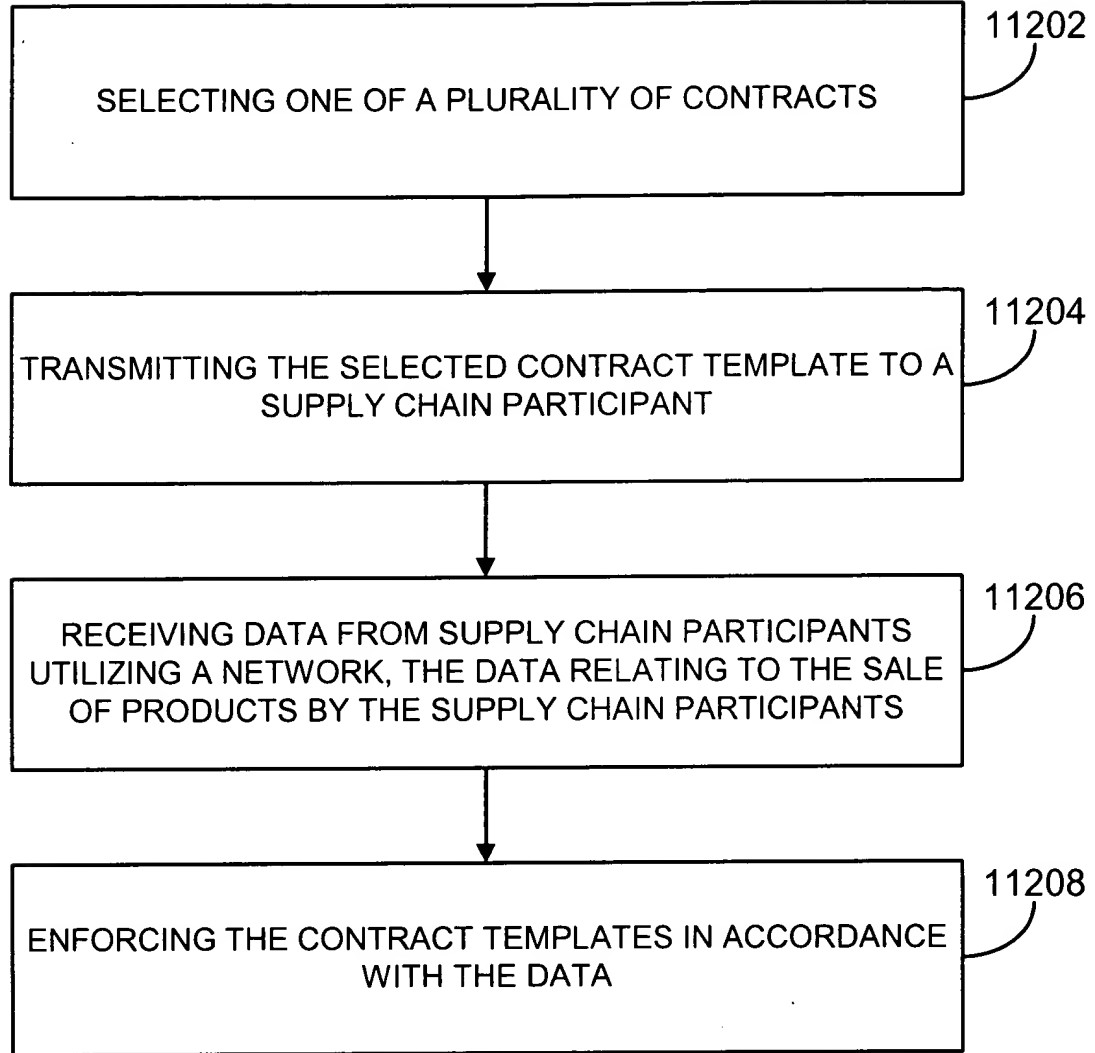 11202
SELECTING ONE OF A PLURALITY OF CONTRACTS
11204
TRANSMITTING THE SELECTED CONTRACT TEMPLATE TO A
SUPPLY CHAIN PARTICIPANT
11206
RECEIVING DATA FROM SUPPLY CHAIN PARTICIPANTS
UTILIZING A NETWORK, THE DATA RELATING TO THE SALE
OF PRODUCTS BY THE SUPPLY CHAIN PARTICIPANTS
11208
ENFORCING THE CONTRACT TEMPLATES IN ACCORDANCE
WITH THE DATA